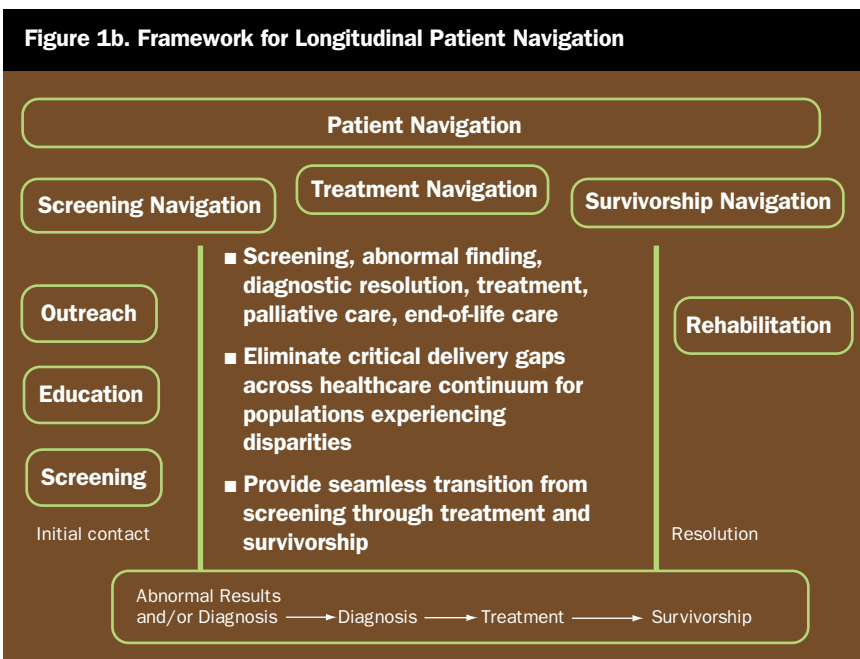 Figure 1b. Framework for Longitudinal Patient Navigation
Patient Navigation
Screening Navigation
Treatment Navigation
Survivorship Navigation
Outreach
Education
Screening
Initial contact
■ Screening, abnormal finding,
diagnostic resolution, treatment,
palliative care, end-of-life care
■ Eliminate critical delivery gaps
across healthcare continuum for
populations experiencing
disparities
■ Provide seamless transition from
screening through treatment and
survivorship
Rehabilitation
Resolution
Abnormal Results
and/or Diagnosis → Diagnosis → Treatment → Survivorship